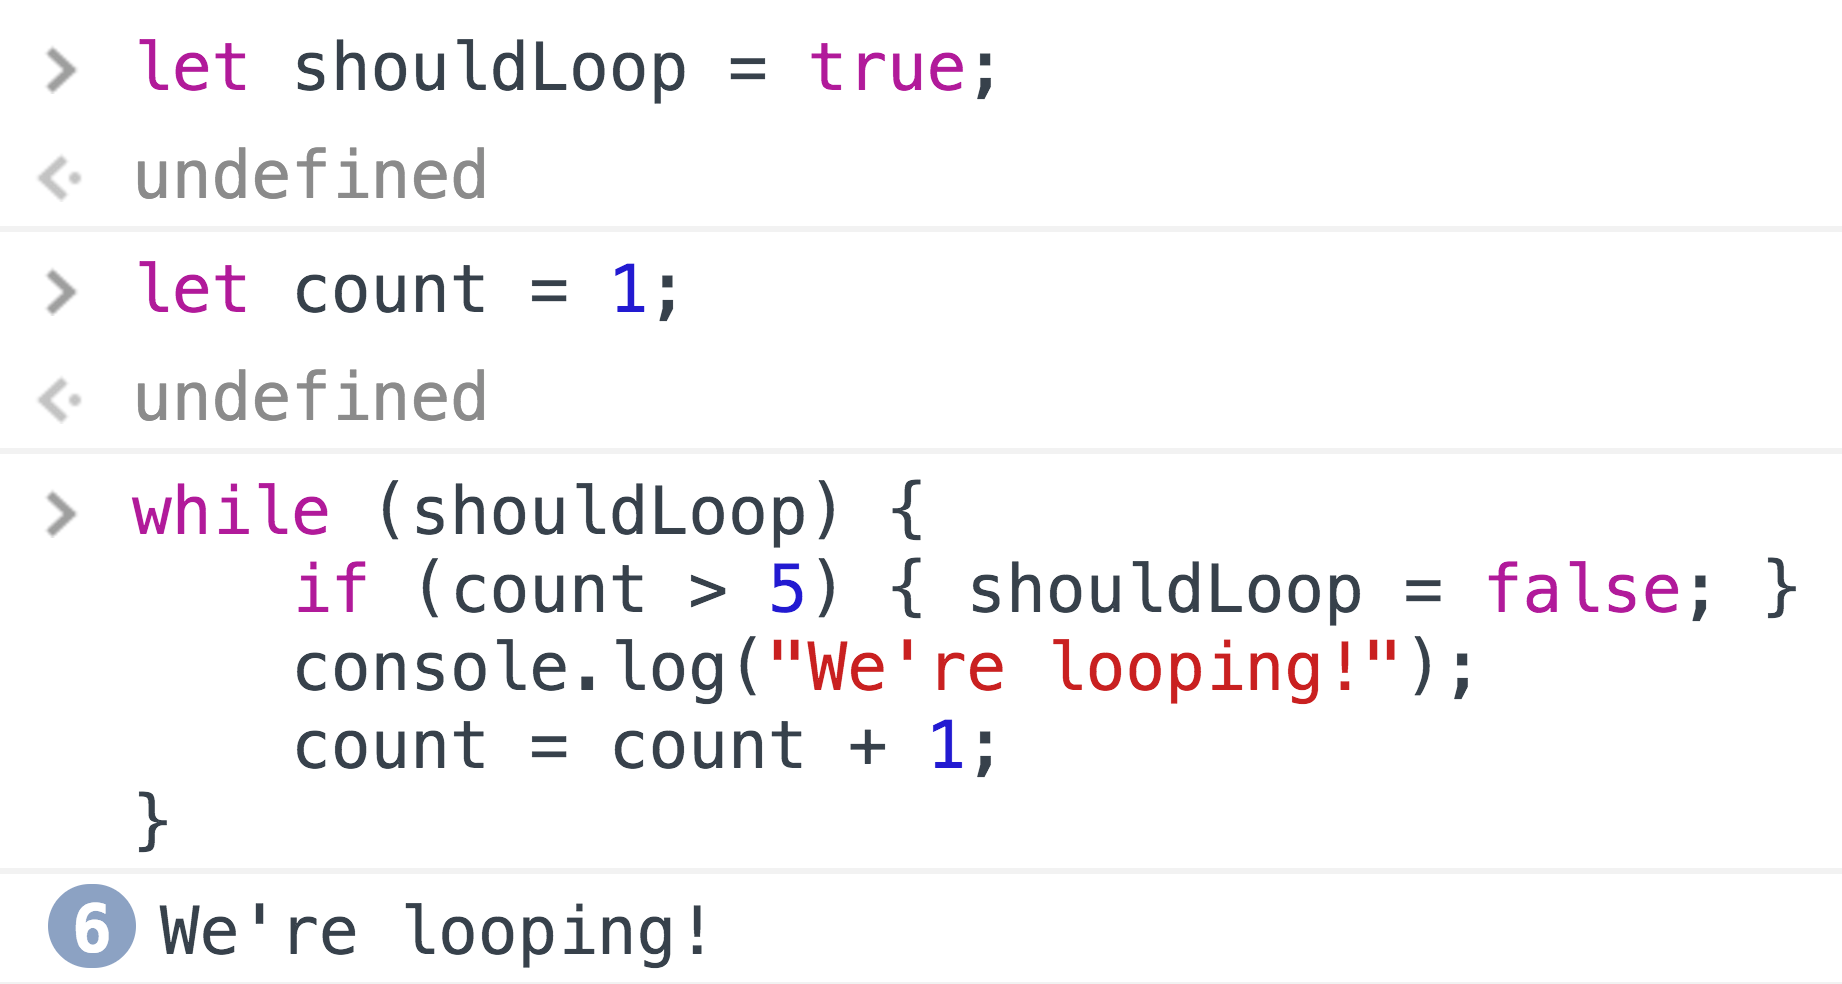 let shouldLoop = true;
undefined
let count = 1;
undefined
while (shouldLoop) {
    if (count > 5) { shouldLoop = false; }
    console.log("We're looping!");
    count = count + 1;
}
6 We're looping!